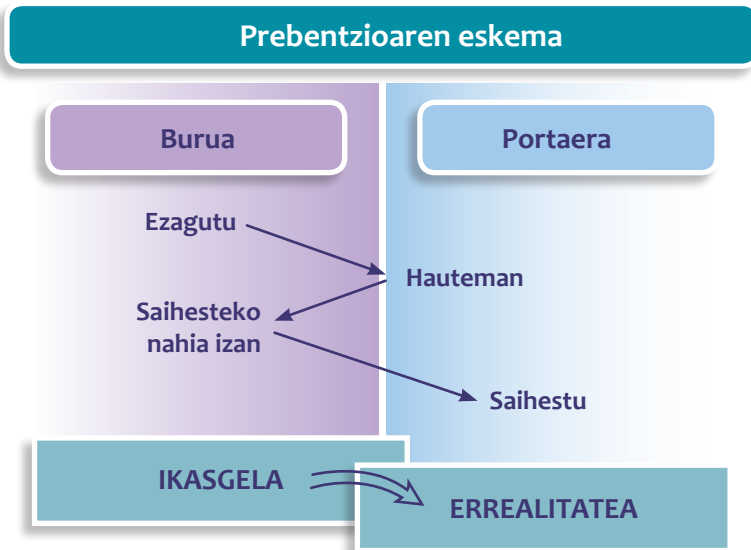 Prebentzioaren eskema
Burua
Portaera
Ezagutu
Hauteman
Saihesteko
nahia izan
Saihestu
IKASGELA
ERREALITATEA